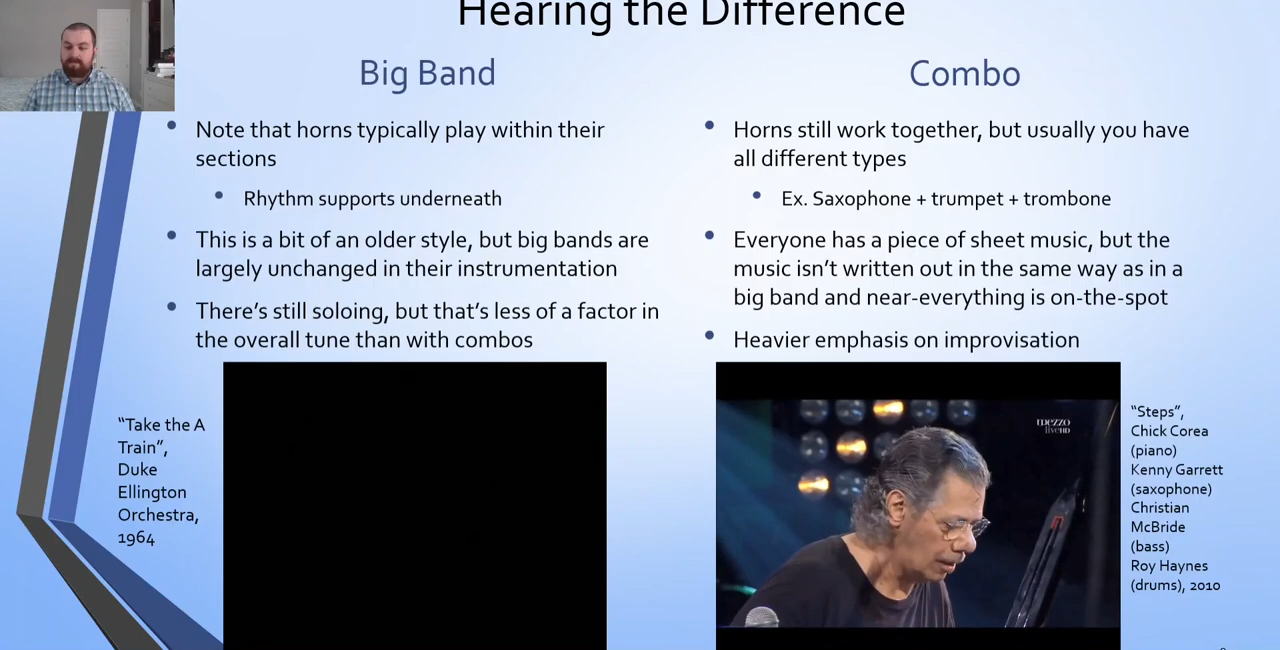 Hearing the Difference
Big Band
Note that horns typically play within their
sections
Rhythm supports underneath
This is a bit of an older style, but big bands are
largely unchanged in their instrumentation
There's still soloing, but that's less of a factor in
the overall tune than with combos
“Take the A
Train”,
Duke
Ellington
Orchestra,
1964
Combo
Horns still work together, but usually you have
all different types
Ex. Saxophone + trumpet + trombone
Everyone has a piece of sheet music, but the
music isn't written out in the same way as in a
big band and near-everything is on-the-spot
Heavier emphasis on improvisation
mezzo
liveHD
“Steps”,
Chick Corea
(piano)
Kenny Garrett
(saxophone)
Christian
McBride
(bass)
Roy Haynes
(drums), 2010